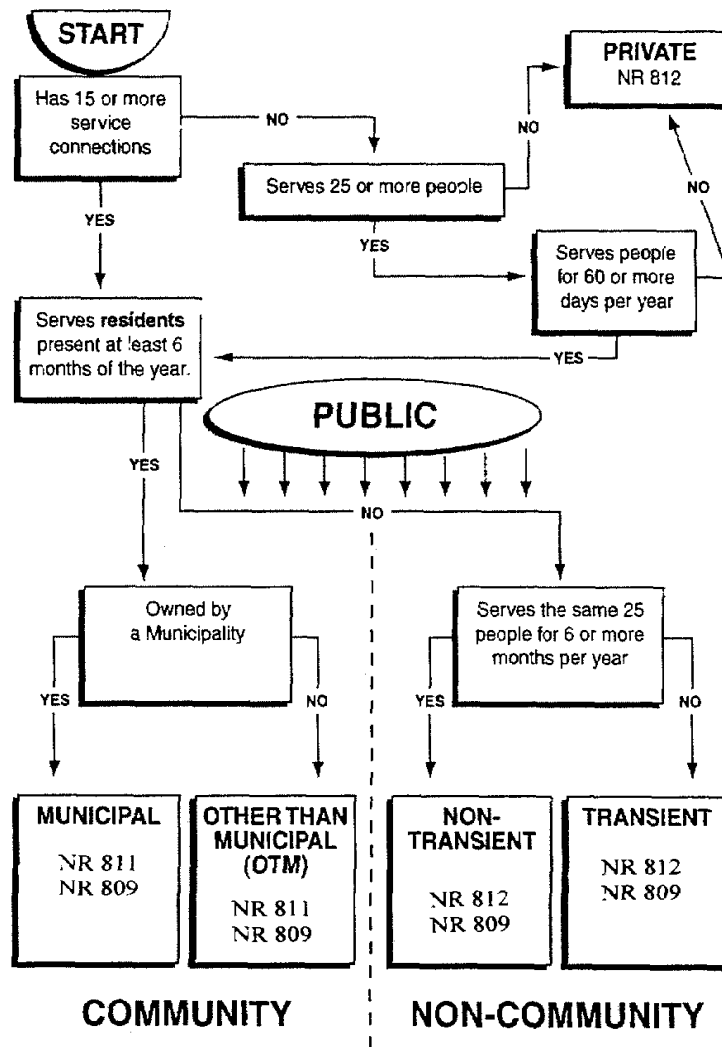 START
Has 15 or more
service
connections
NO
PRIVATE
NR 812
NO
Serves 25 or more people
NO
YES
YES
Serves people
for 60 or more
days per year
Serves residents
present at least 6
months of the year.
YES
PUBLIC
YES
NO
Owned by
a Municipality
Serves the same 25
people for 6 or more
months per year
YES
NO
YES
NO
MUNICIPAL
NR 811
NR 809
OTHER THAN
MUNICIPAL
(OTM)
NR 811
NR 809
NON-
TRANSIENT
NR 812
NR 809
TRANSIENT
NR 812
NR 809
COMMUNITY
NON-COMMUNITY